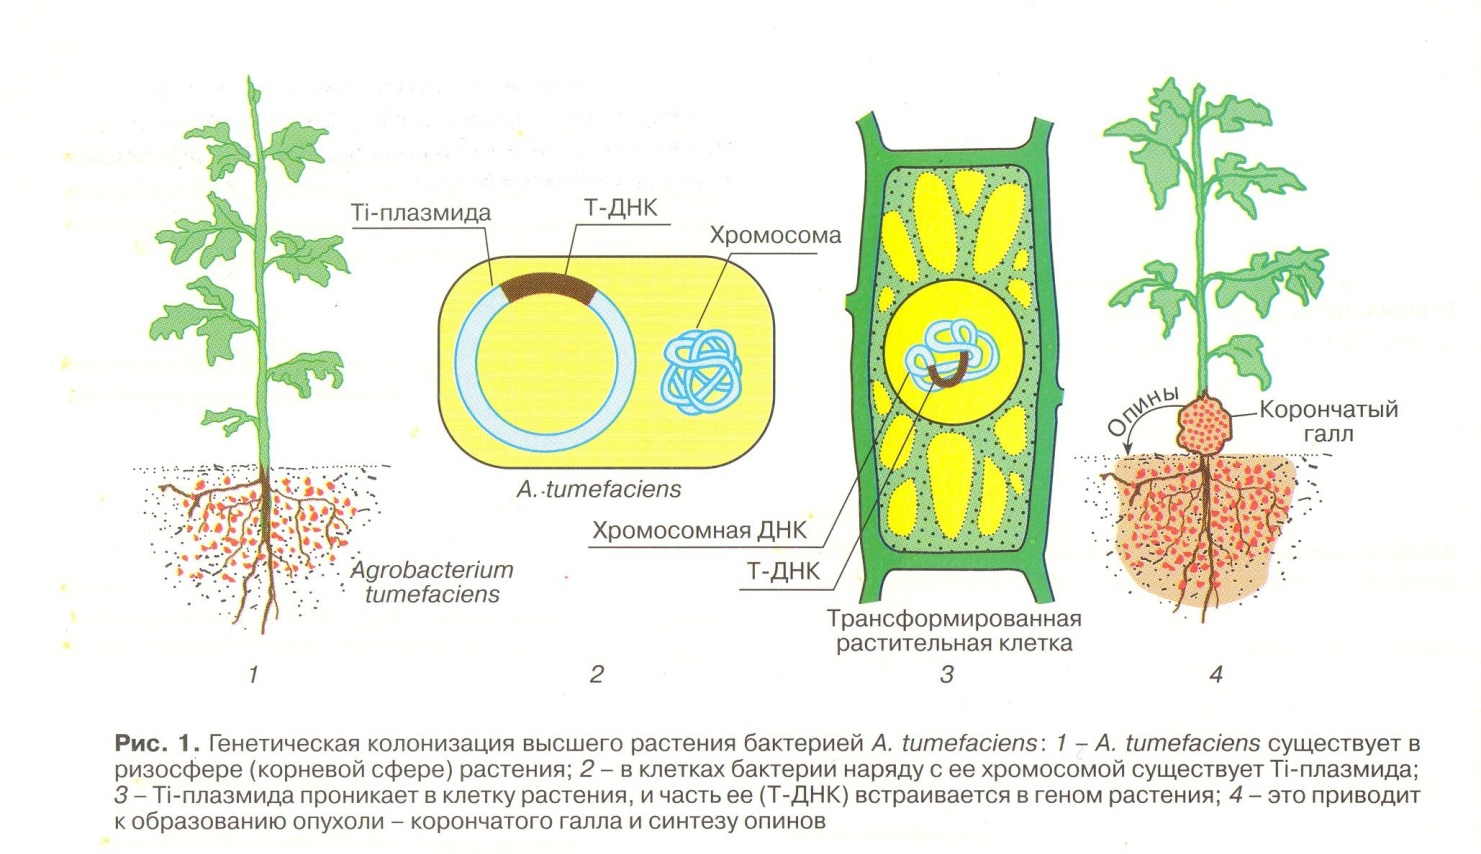 Ti-плазмида
Т-ДНК
Хромосома
A. tumefaciens
Agrobacterium
tumefaciens
Хромосомная ДНК
Т-ДНК
Трансформированная
растительная клетка
Опины
Корончатый
галл
1
2
3
4
Рис. 1. Генетическая колонизация высшего растения бактерией A. tumefaciens: 1 – A. tumefaciens существует в
ризосфере (корневой сфере) растения; 2 – в клетках бактерии наряду с ее хромосомой существует Ti-плазмида;
3 – Ti-плазмида проникает в клетку растения, и часть ее (Т-ДНК) встраивается в геном растения; 4 – это приводит
к образованию опухоли – корончатого галла и синтезу опинов